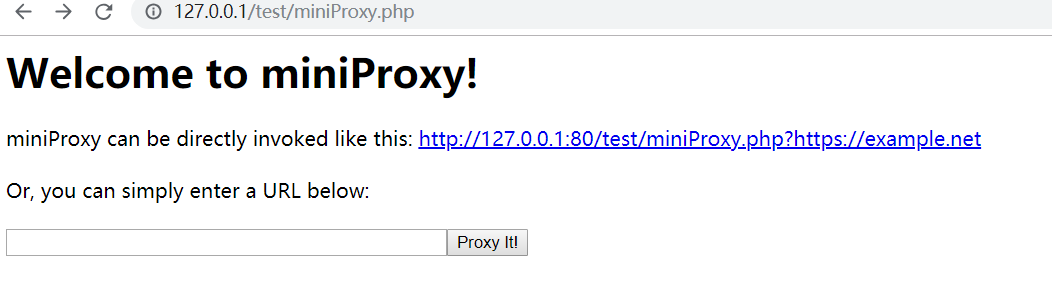 127.0.0.1/test/miniProxy.php
Welcome to miniProxy!
miniProxy can be directly invoked like this: http://127.0.0.1:80/test/miniProxy.php?https://example.net
Or, you can simply enter a URL below:
Proxy It!